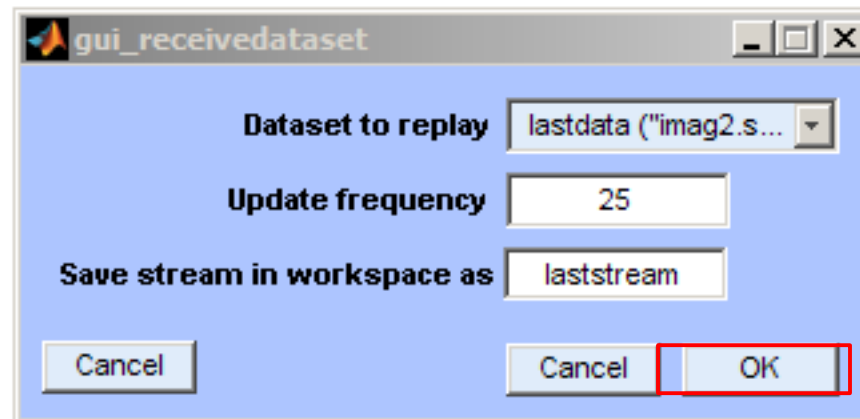 gui_receivedataset
Dataset to replay lastdata ("imag2.s...
Update frequency 25
Save stream in workspace as laststream
Cancel Cancel OK